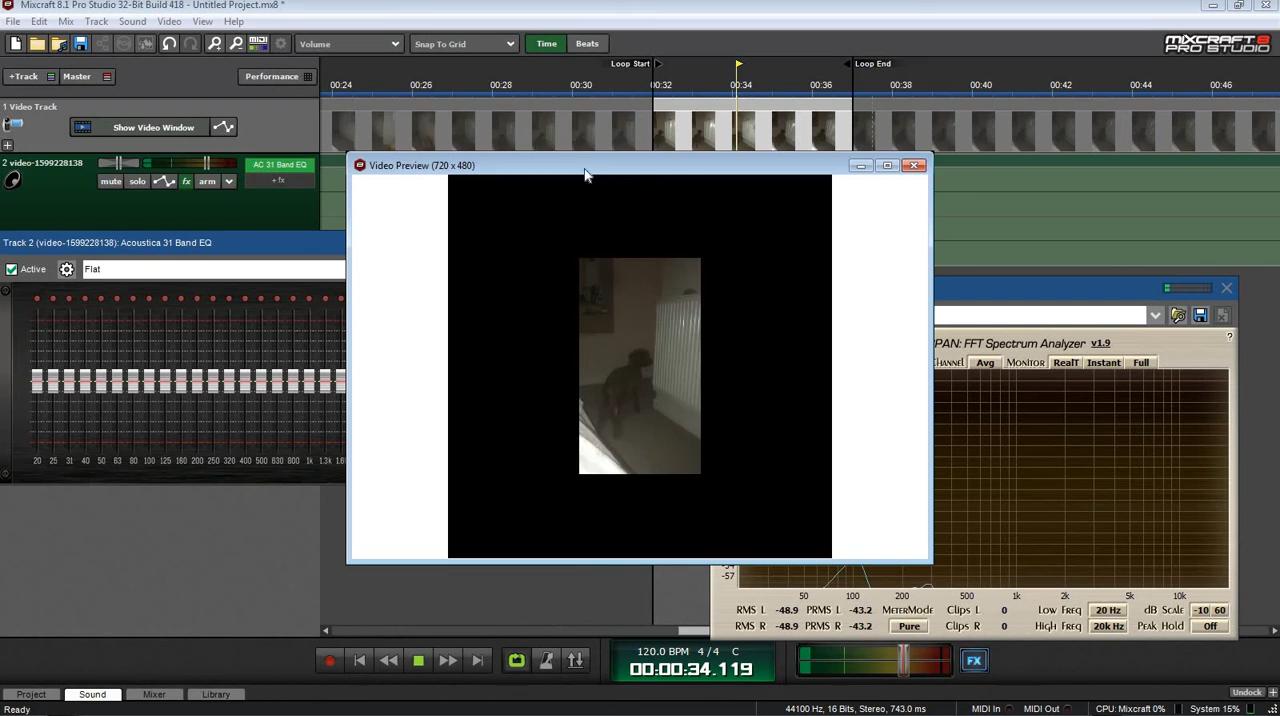 Mixcraft 8.1 Pro Studio 32-Bit Build 418 - Untitled Project.mx8 *
File Edit Mix Track Sound Video View Help
Volume Snap To Grid Time Beats MIXCRAFT 8
PRO STUDIO
Loop Start Loop End
+Track Master Performance
00:24 00:26 00:28 00:30 00:32 00:34 00:36 00:38 00:40 00:42 00:44 00:46
1 Video Track
Show Video Window
2 video-1599228138 AC 31 Band EQ
mute solo fx arm + fx
Video Preview (720 x 480)
Track 2 (video-1599228138): Acoustica 31 Band EQ
Active Flat
PAN: FFT Spectrum Analyzer v1.9 ?
Avg Monitor RealT Instant Full
20 25 31 40 50 63 80 100 125 160 200 250 315 400 500 630 800 1k 1.3k
-57
50 100 200 500 1k 2k 5k 10k
RMS L -48.9 PRMS L -43.2 MeterMode Clips L 0 Low Freq 20 Hz dB Scale -10 60
RMS R -48.9 PRMS R -43.2 Pure Clips R 0 High Freq 20k Hz Peak Hold Off
120.0 BPM 4 / 4 C
00:00:34.119
FX
Project Sound Mixer Library Undock
Ready 44100 Hz, 16 Bits, Stereo, 743.0 ms MIDI In MIDI Out CPU: Mixcraft 0% System 15%